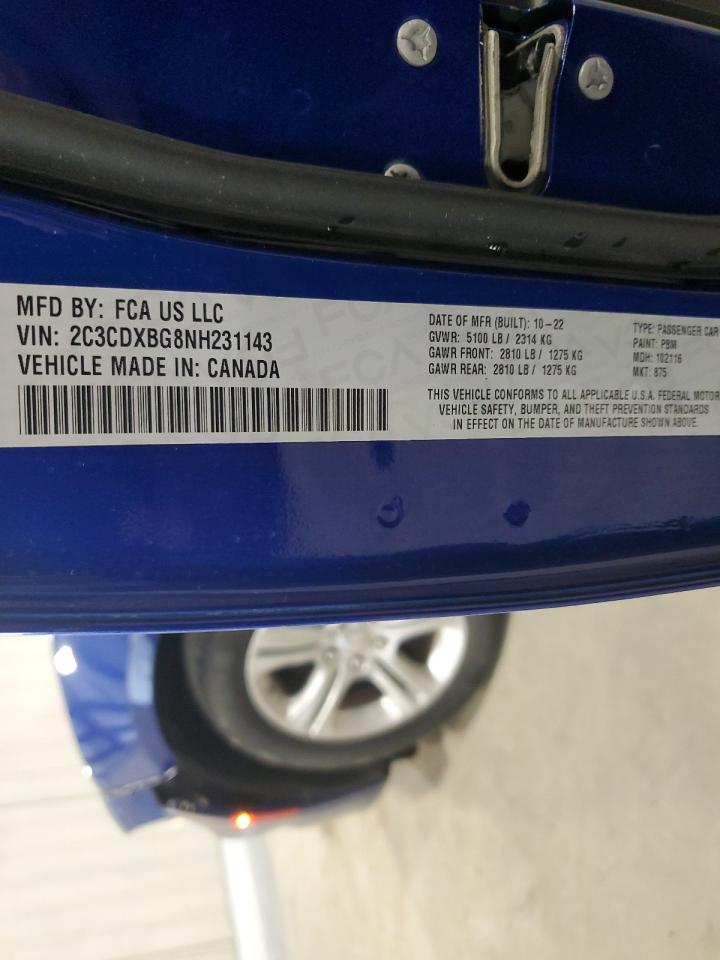 MFD BY: FCA US LLC
VIN: 2C3CDXBG8NH231143
VEHICLE MADE IN: CANADA
DATE OF MFR (BUILT): 10-22
GVWR: 5100 LB / 2314 KG
GAWR FRONT: 2810 LB / 1275 KG
GAWR REAR: 2810 LB / 1275 KG
TYPE: PASSENGER CAR
PAINT: PBM
MDH: 102116
MKT: 875
THIS VEHICLE CONFORMS TO ALL APPLICABLE U.S.A. FEDERAL MOTOR
VEHICLE SAFETY, BUMPER, AND THEFT PREVENTION STANDARDS
IN EFFECT ON THE DATE OF MANUFACTURE SHOWN ABOVE.